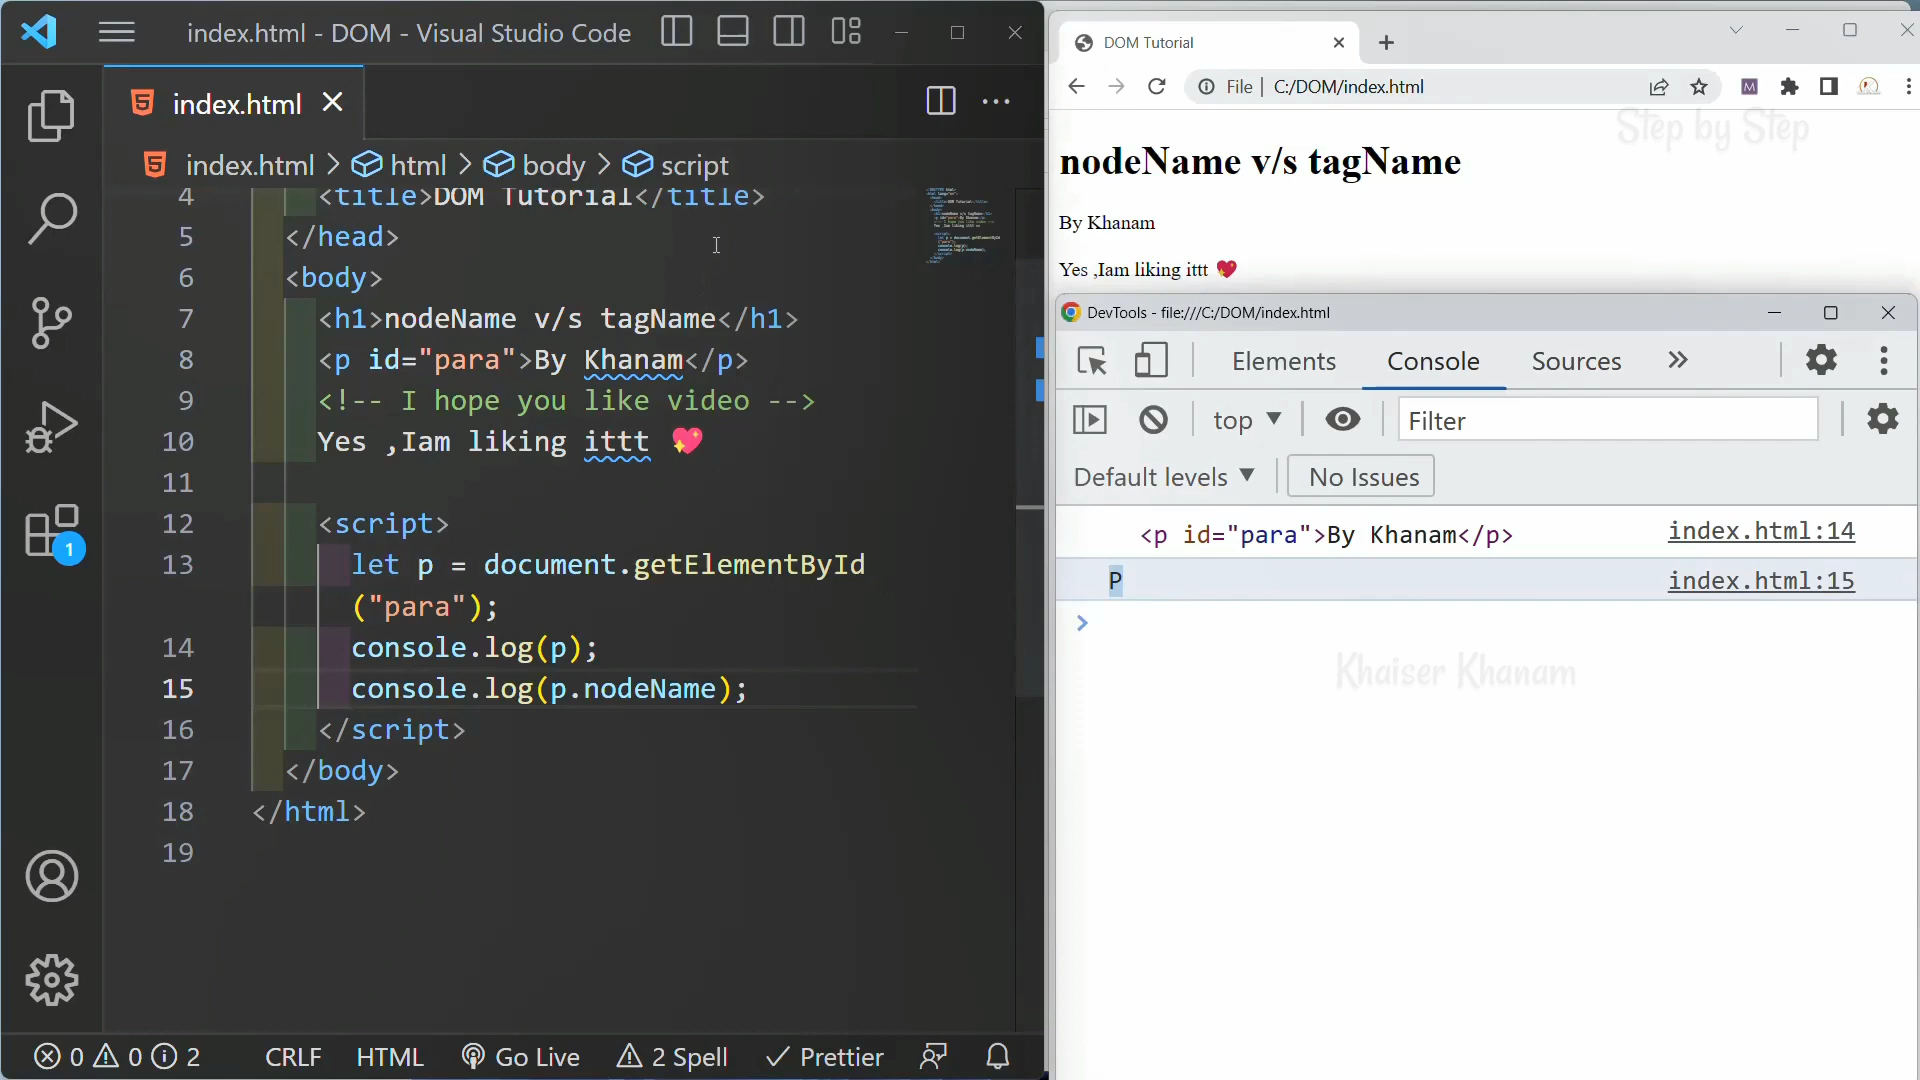 index.html - DOM - Visual Studio Code
index.html
index.html > html > body > script
4 <title>DOM Tutorial</title>
5 </head>
6 <body>
7 <h1>nodeName v/s tagName</h1>
8 <p id="para">By Khanam</p>
9 <!-- I hope you like video -->
10 Yes ,Iam liking ittt 💖
11
12 <script>
13 let p = document.getElementById
("para");
14 console.log(p);
15 console.log(p.nodeName);
16 </script>
17 </body>
18 </html>
19
1
0 0 2 CRLF HTML Go Live 2 Spell Prettier
DOM Tutorial
File | C:/DOM/index.html
M
Step by Step
nodeName v/s tagName
By Khanam
Yes ,Iam liking ittt 💖
DevTools - file:///C:/DOM/index.html
Elements Console Sources
top Filter
Default levels No Issues
<p id="para">By Khanam</p> index.html:14
P index.html:15
Khaiser Khanam